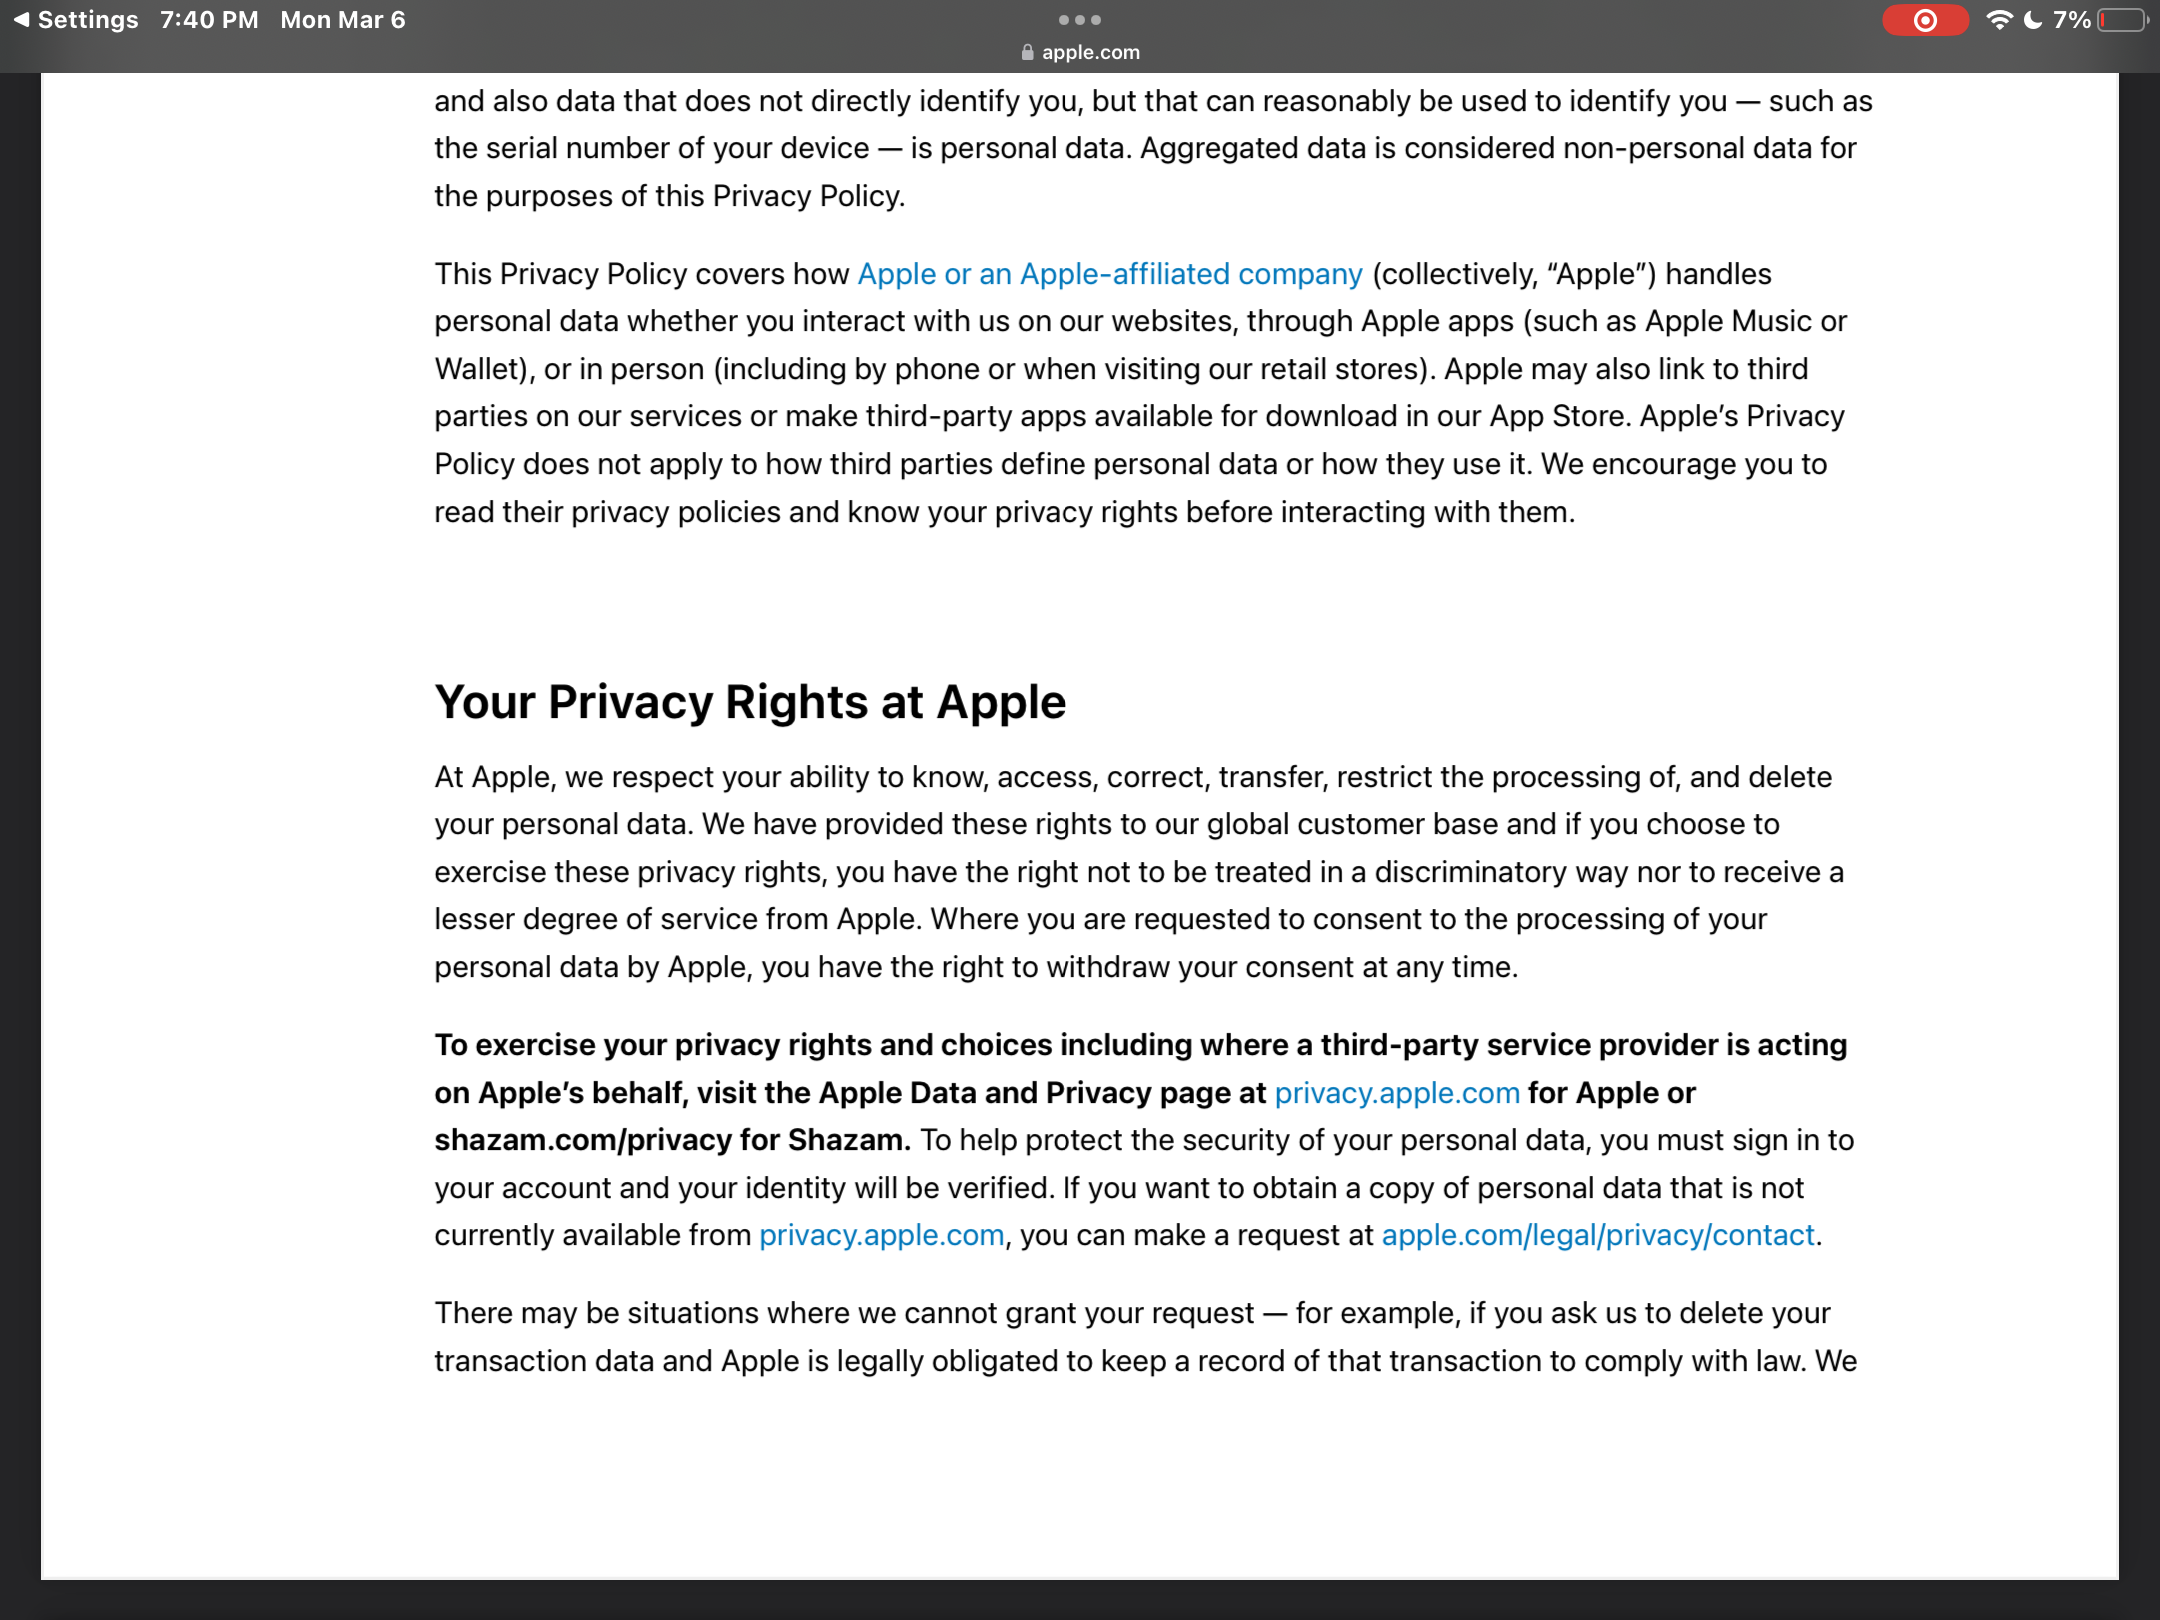 Settings 7:40 PM Mon Mar 6
7%
apple.com
and also data that does not directly identify you, but that can reasonably be used to identify you — such as
the serial number of your device — is personal data. Aggregated data is considered non-personal data for
the purposes of this Privacy Policy.
This Privacy Policy covers how Apple or an Apple-affiliated company (collectively, “Apple”) handles
personal data whether you interact with us on our websites, through Apple apps (such as Apple Music or
Wallet), or in person (including by phone or when visiting our retail stores). Apple may also link to third
parties on our services or make third-party apps available for download in our App Store. Apple’s Privacy
Policy does not apply to how third parties define personal data or how they use it. We encourage you to
read their privacy policies and know your privacy rights before interacting with them.
Your Privacy Rights at Apple
At Apple, we respect your ability to know, access, correct, transfer, restrict the processing of, and delete
your personal data. We have provided these rights to our global customer base and if you choose to
exercise these privacy rights, you have the right not to be treated in a discriminatory way nor to receive a
lesser degree of service from Apple. Where you are requested to consent to the processing of your
personal data by Apple, you have the right to withdraw your consent at any time.
To exercise your privacy rights and choices including where a third-party service provider is acting
on Apple’s behalf, visit the Apple Data and Privacy page at privacy.apple.com for Apple or
shazam.com/privacy for Shazam. To help protect the security of your personal data, you must sign in to
your account and your identity will be verified. If you want to obtain a copy of personal data that is not
currently available from privacy.apple.com, you can make a request at apple.com/legal/privacy/contact.
There may be situations where we cannot grant your request — for example, if you ask us to delete your
transaction data and Apple is legally obligated to keep a record of that transaction to comply with law. We